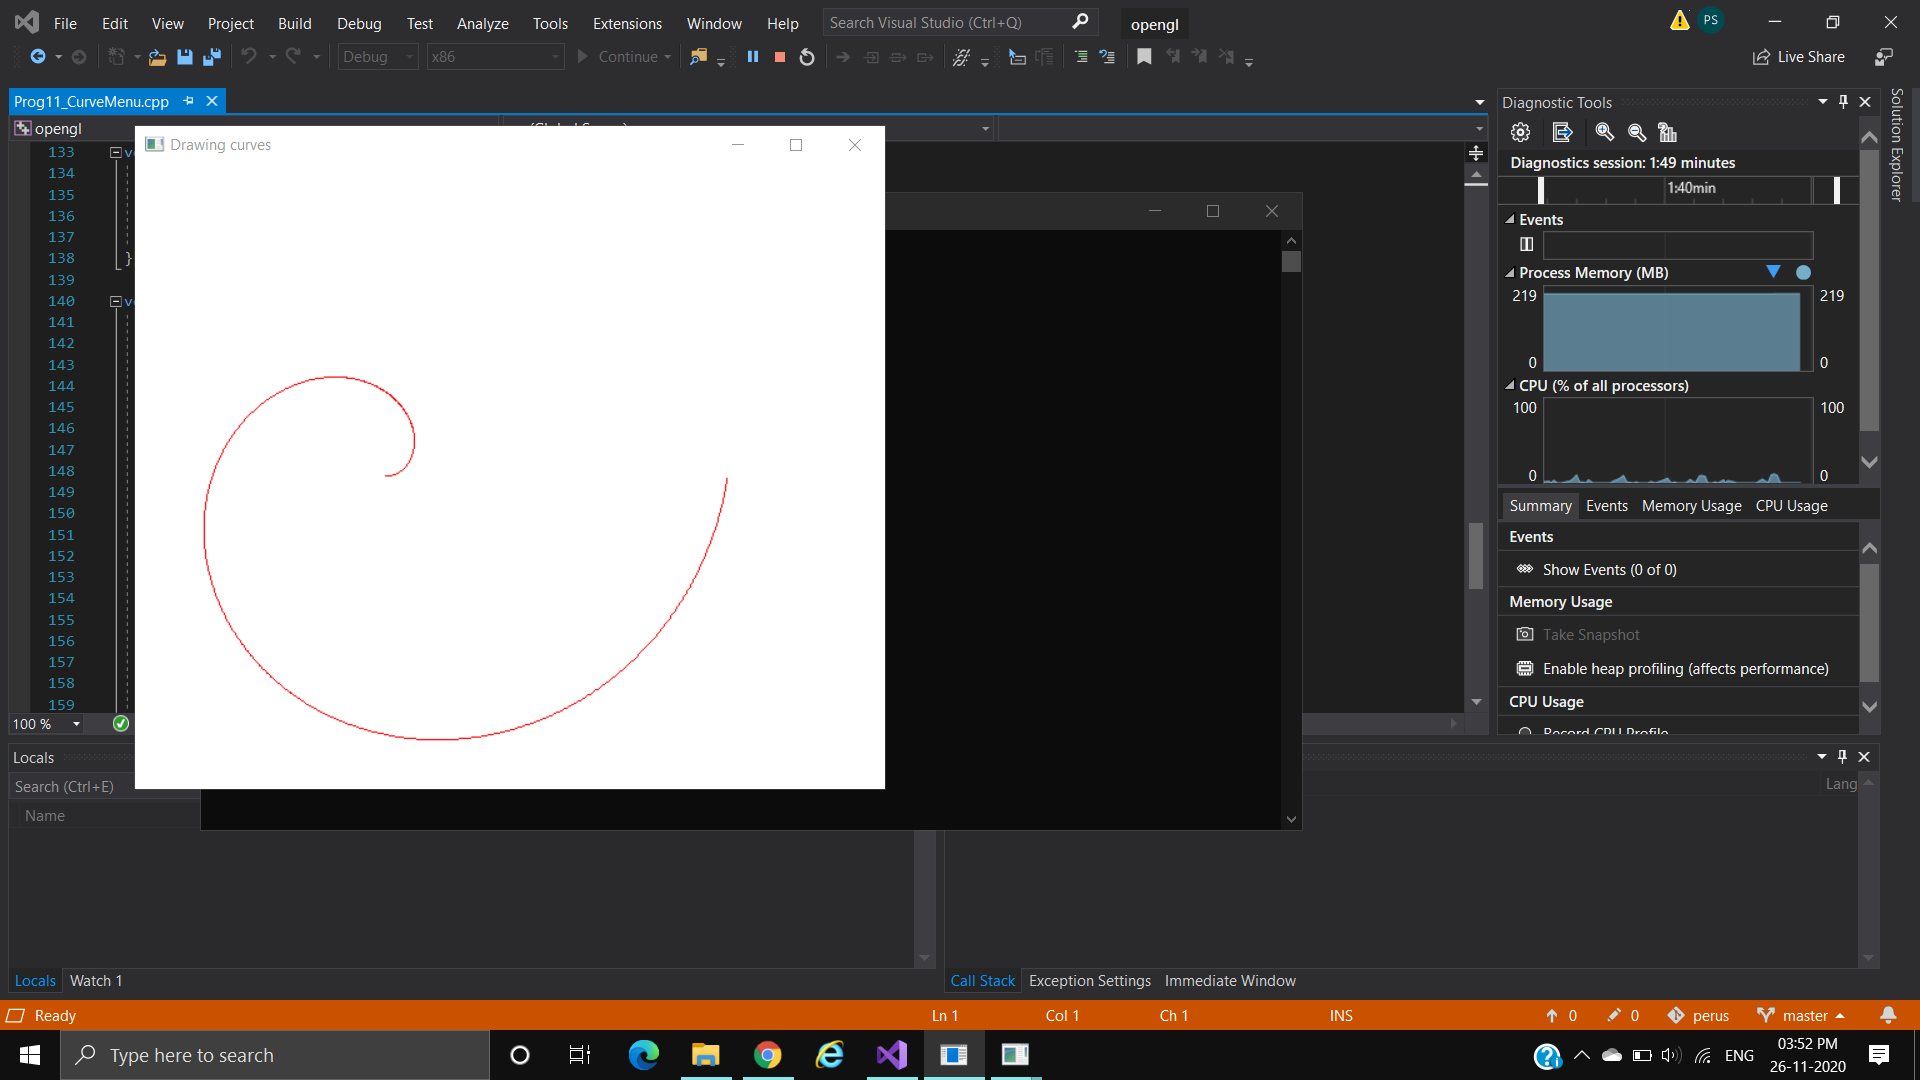 File Edit View Project Build Debug Test Analyze Tools Extensions Window Help Search Visual Studio (Ctrl+Q) opengl PS
Debug x86 Continue Live Share
Prog11_CurveMenu.cpp
opengl
Drawing curves
133
134
135
136
137
138 }
139
140
141
142
143
144
145
146
147
148
149
150
151
152
153
154
155
156
157
158
159
100 %
Diagnostic Tools
Solution Explorer
Diagnostics session: 1:49 minutes
1:40min
Events
Process Memory (MB)
219 219
0 0
CPU (% of all processors)
100 100
0 0
Summary Events Memory Usage CPU Usage
Events
Show Events (0 of 0)
Memory Usage
Take Snapshot
Enable heap profiling (affects performance)
CPU Usage
Record CPU Profile
Locals
Search (Ctrl+E)
Name
Lang
Locals Watch 1
Call Stack Exception Settings Immediate Window
Ready Ln 1 Col 1 Ch 1 INS 0 0 perus master
Type here to search
ENG
03:52 PM
26-11-2020